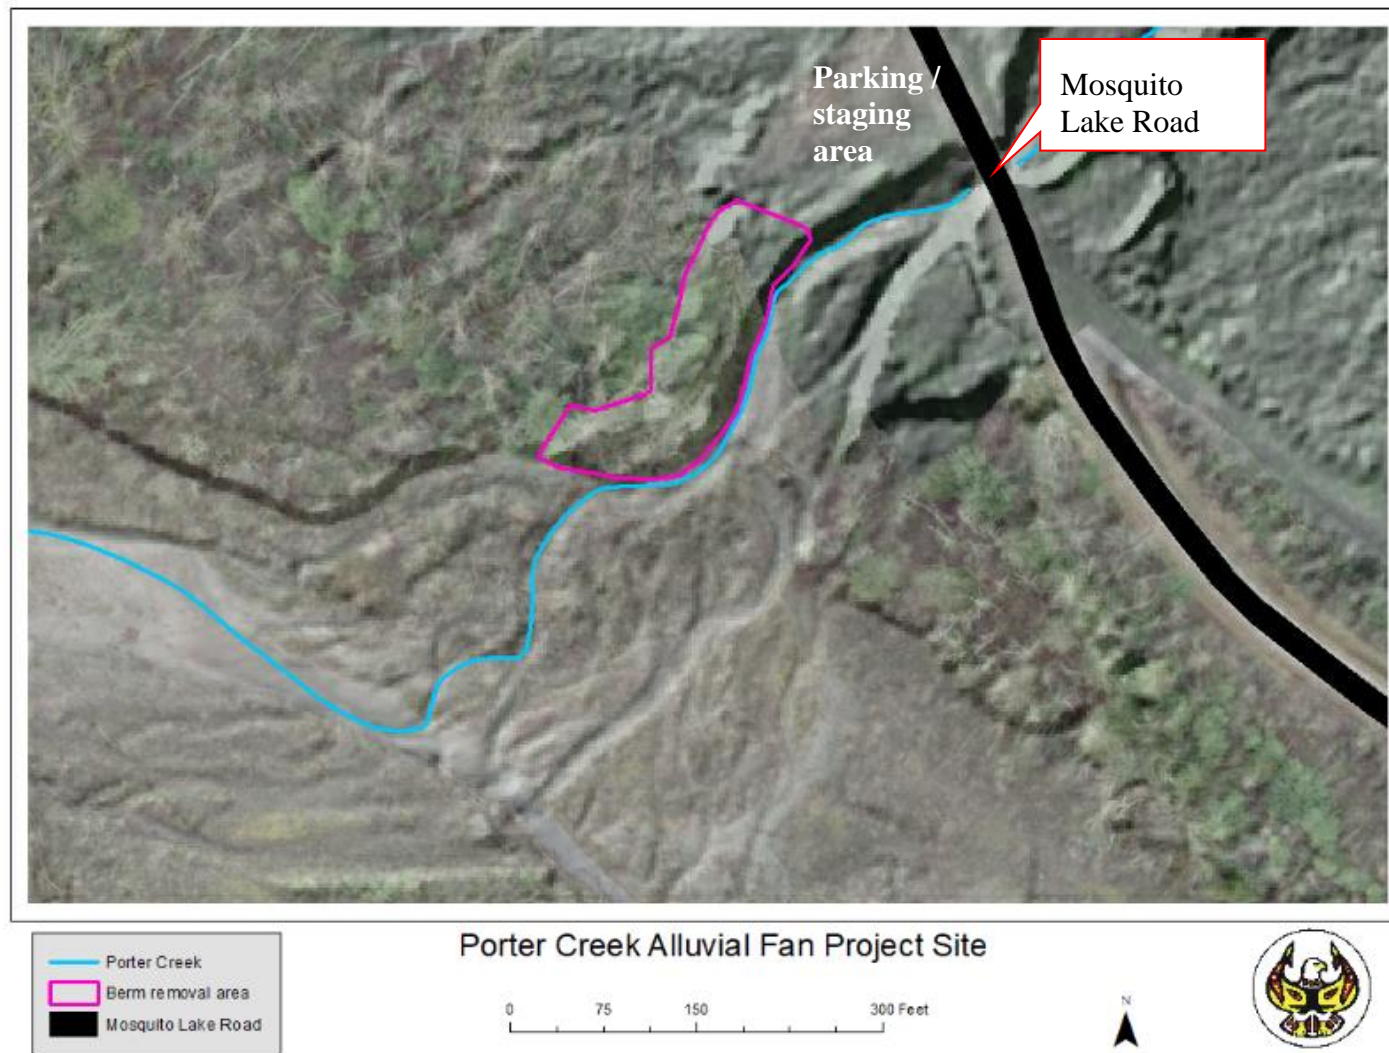 Parking /
staging
area
Mosquito
Lake Road
Porter Creek Alluvial Fan Project Site
Porter Creek
Berm removal area
Mosquito Lake Road
0 75 150 300 Feet
N